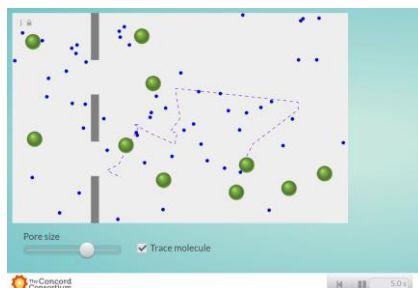 Pore size
Trace molecule
The Concord
Consortium
5.0 s